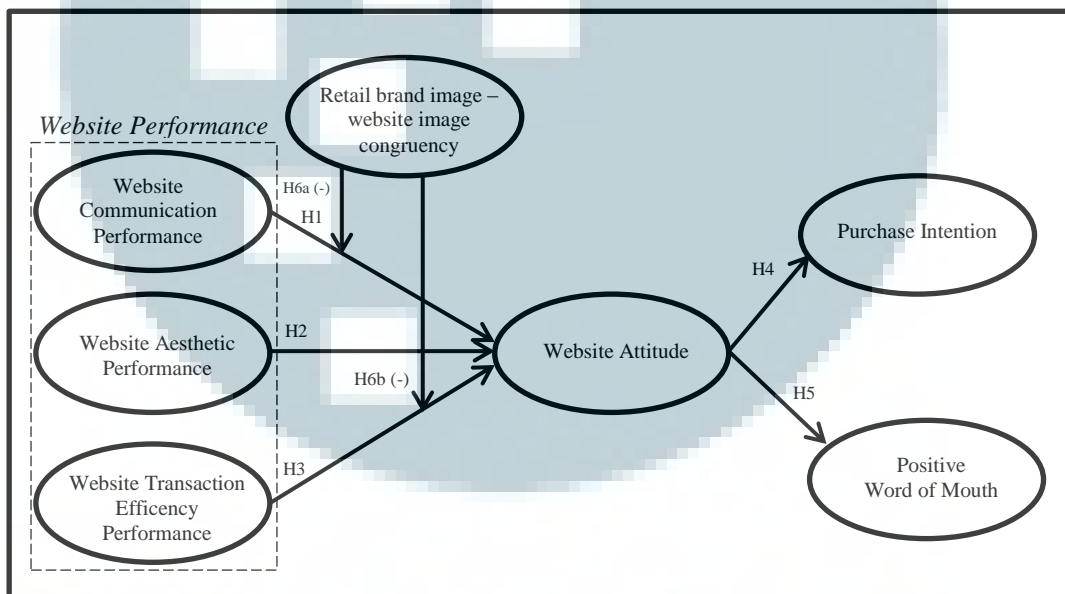 Retail brand image –
website image
congruency
Website Performance
Website
Communication
Performance
H6a (-)
H1
Website Aesthetic
Performance
H2
H6b (-)
Website Transaction
Efficency
Performance
H3
Website Attitude
H4
Purchase Intention
H5
Positive
Word of Mouth